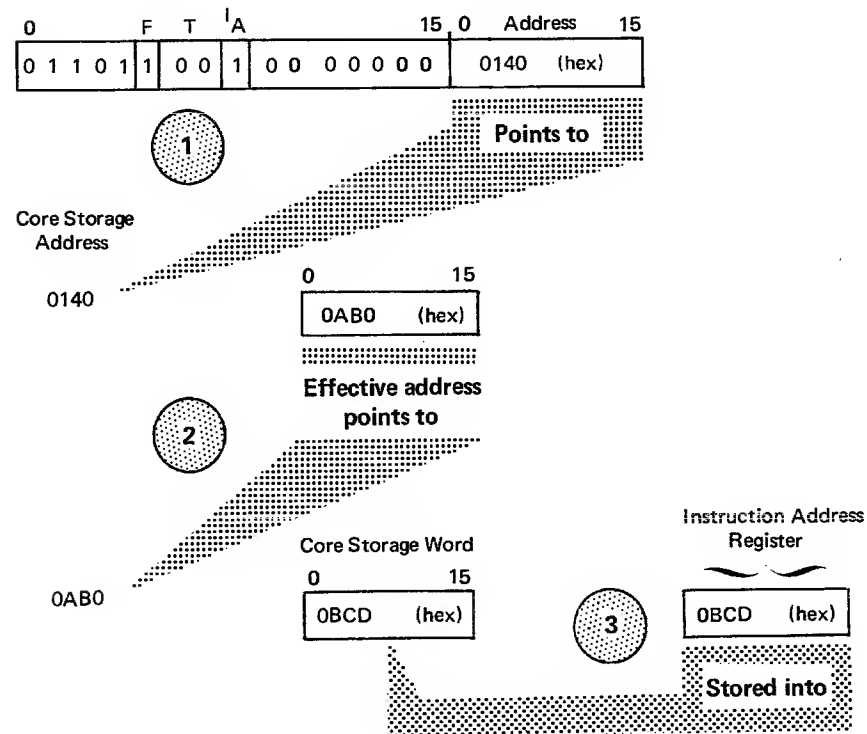 0 F T IA 15 0 Address 15
0 1 1 0 1 1 0 0 1 0 0 0 0 0 0 0 0140 (hex)
1
Points to
Core Storage
Address
0140
0 15
0AB0 (hex)
Effective address
points to
2
0AB0
Core Storage Word
0 15
0BCD (hex)
3
Instruction Address
Register
0BCD (hex)
Stored into